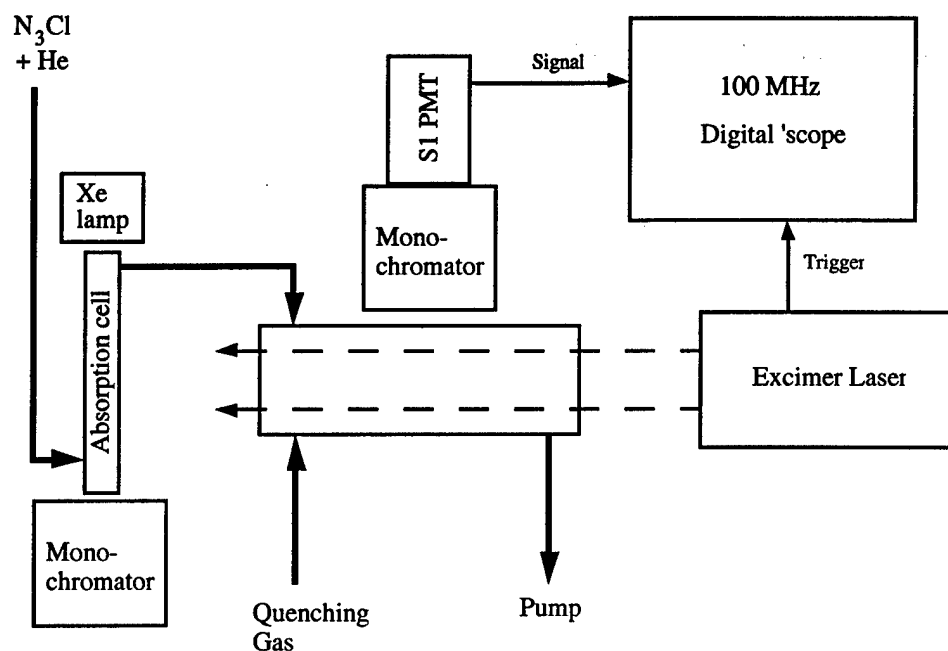 N3Cl
+ He
Xe
lamp
Absorption cell
Mono-
chromator
S1 PMT
Mono-
chromator
Signal
100 MHz
Digital 'scope
Trigger
Excimer Laser
Quenching
Gas
Pump